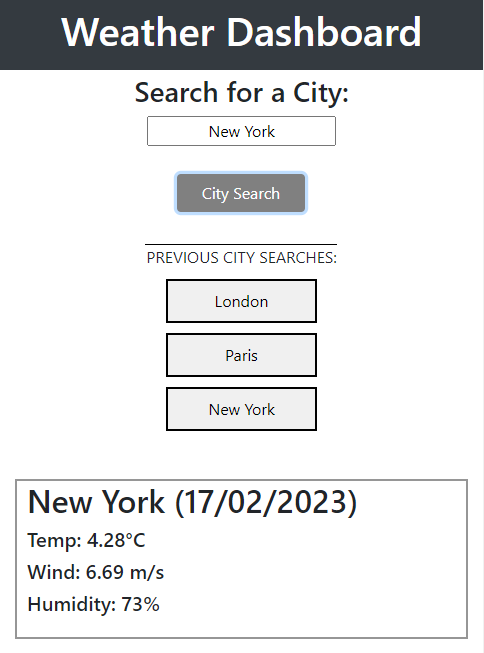 Weather Dashboard
Search for a City:
New York
City Search
PREVIOUS CITY SEARCHES:
London
Paris
New York
New York (17/02/2023)
Temp: 4.28°C
Wind: 6.69 m/s
Humidity: 73%